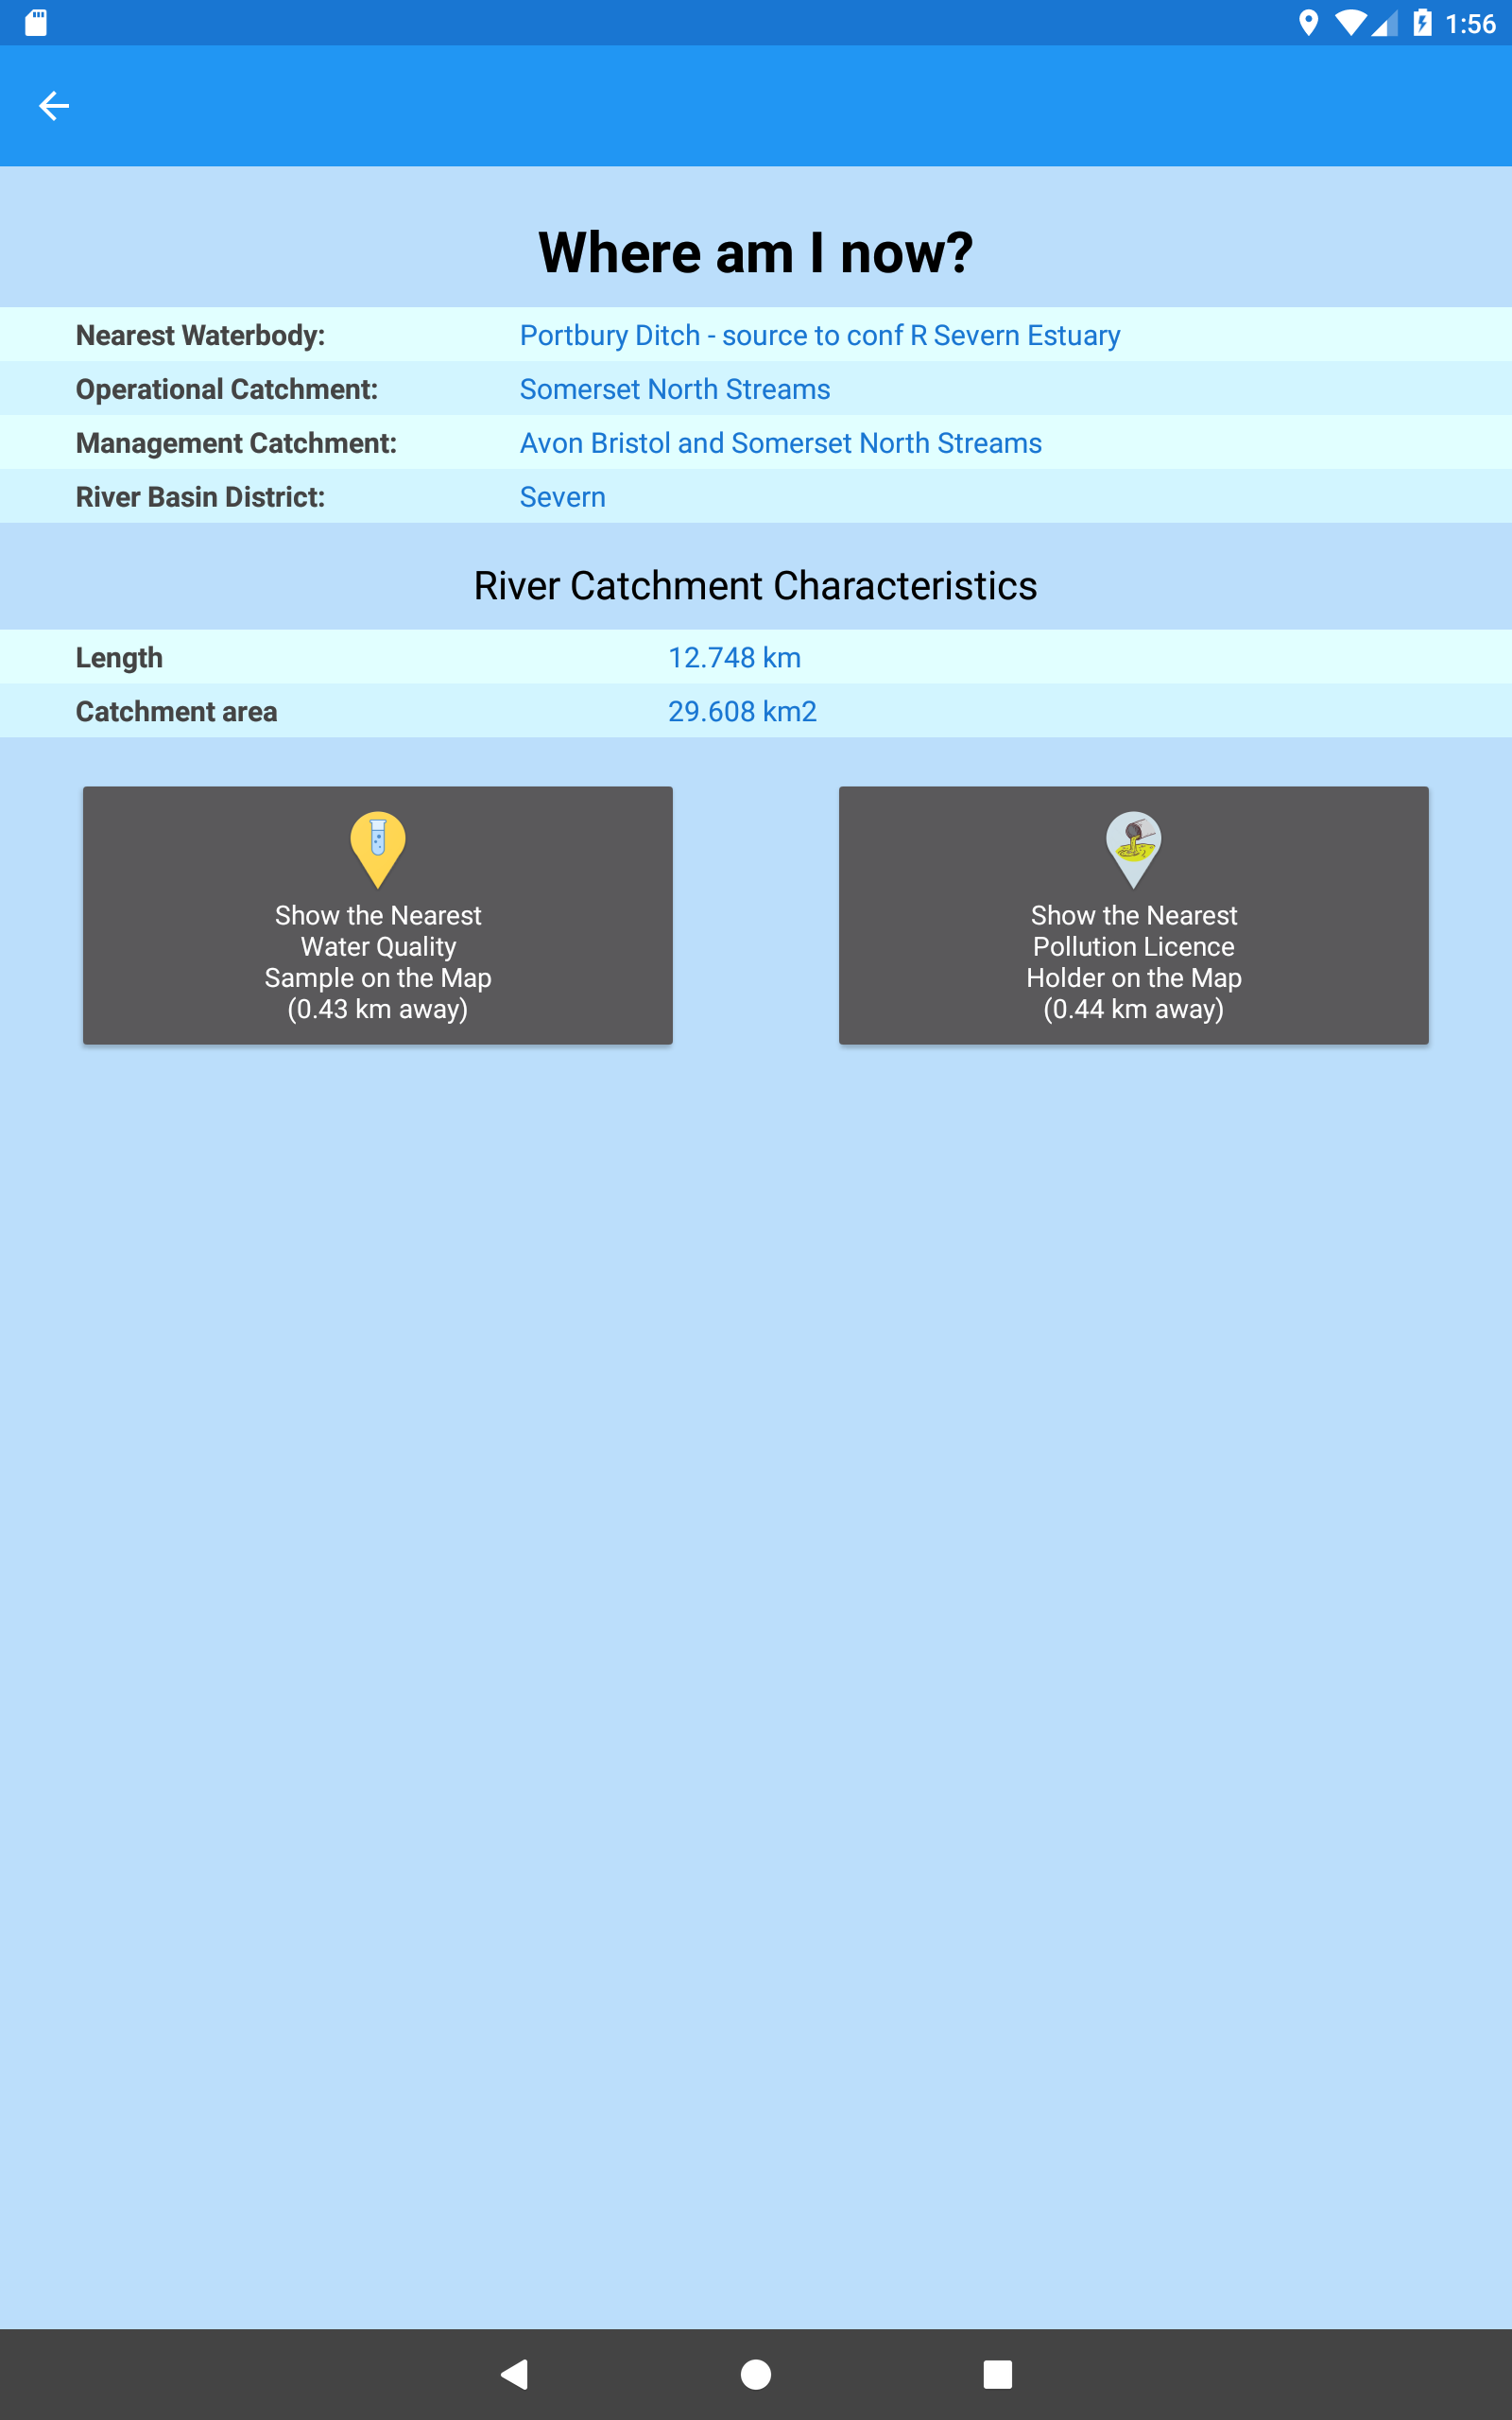 1:56
Where am I now?
Nearest Waterbody: Portbury Ditch - source to conf R Severn Estuary
Operational Catchment: Somerset North Streams
Management Catchment: Avon Bristol and Somerset North Streams
River Basin District: Severn
River Catchment Characteristics
Length 12.748 km
Catchment area 29.608 km2
Show the Nearest
Water Quality
Sample on the Map
(0.43 km away)
Show the Nearest
Pollution Licence
Holder on the Map
(0.44 km away)